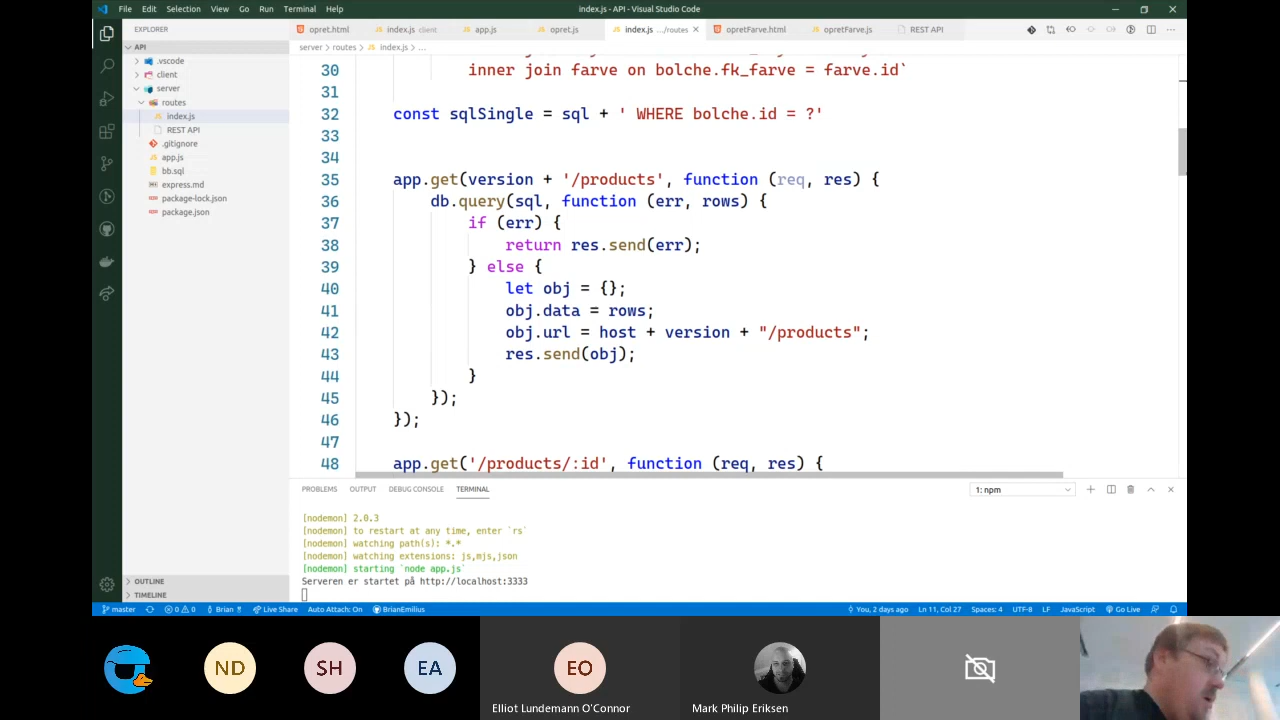 File Edit Selection View Go Run Terminal Help
index.js - API - Visual Studio Code
EXPLORER
opret.html
index.js client
app.js
opret.js
index.js .../routes
opretFarve.html
opretFarve.js
REST API
API
server routes index.js ...
.vscode
client
server
routes
index.js
REST API
.gitignore
app.js
bb.sql
express.md
package-lock.json
package.json
30 inner join farve on bolche.fk_farve = farve.id`
31
32 const sqlSingle = sql + ' WHERE bolche.id = ?'
33
34
35 app.get(version + '/products', function (req, res) {
36 db.query(sql, function (err, rows) {
37 if (err) {
38 return res.send(err);
39 } else {
40 let obj = {};
41 obj.data = rows;
42 obj.url = host + version + "/products";
43 res.send(obj);
44 }
45 });
46 });
47
48 app.get('/products/:id', function (req, res) {
PROBLEMS OUTPUT DEBUG CONSOLE TERMINAL
1: npm
[nodemon] 2.0.3
[nodemon] to restart at any time, enter `rs`
[nodemon] watching path(s): *.*
[nodemon] watching extensions: js,mjs,json
[nodemon] starting `node app.js`
Serveren er startet på http://localhost:3333
OUTLINE
TIMELINE
master 0 0 Brian Live Share Auto Attach: On BrianEmilius
You, 2 days ago Ln 11, Col 27 Spaces: 4 UTF-8 LF JavaScript Go Live
ND
SH
EA
EO
Elliot Lundemann O'Connor
Mark Philip Eriksen